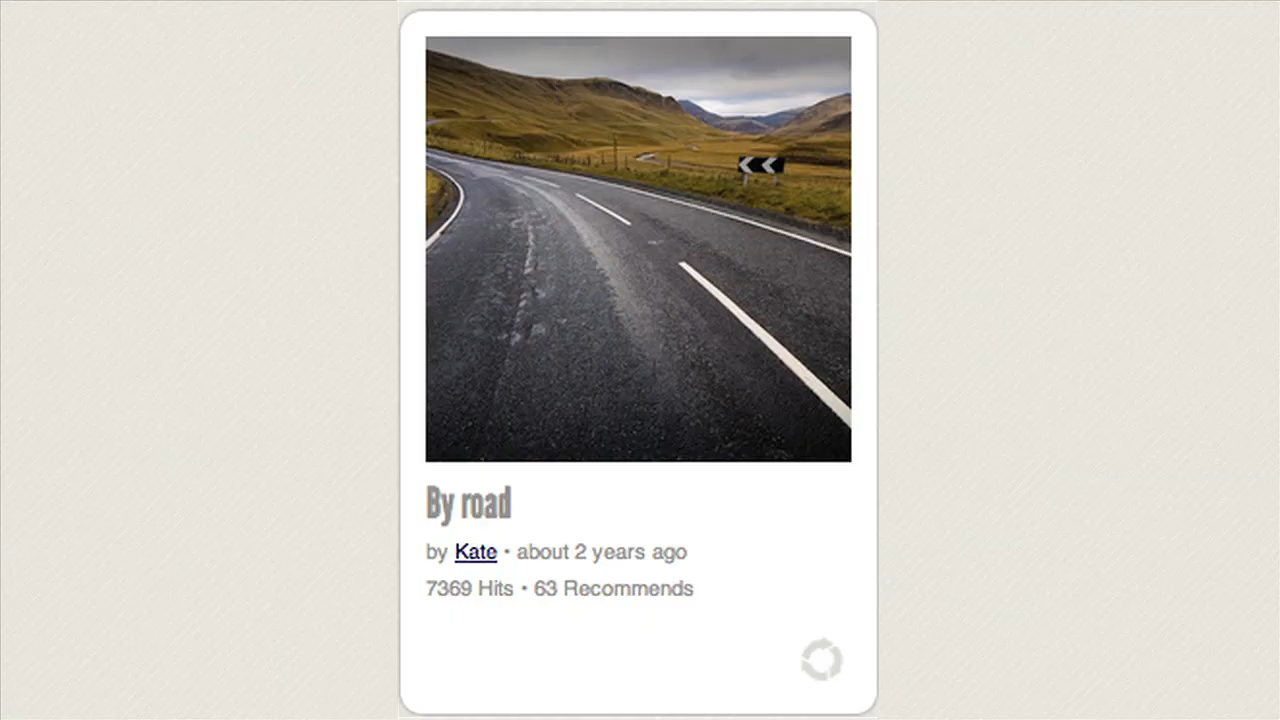 By road
by Kate • about 2 years ago
7369 Hits • 63 Recommends